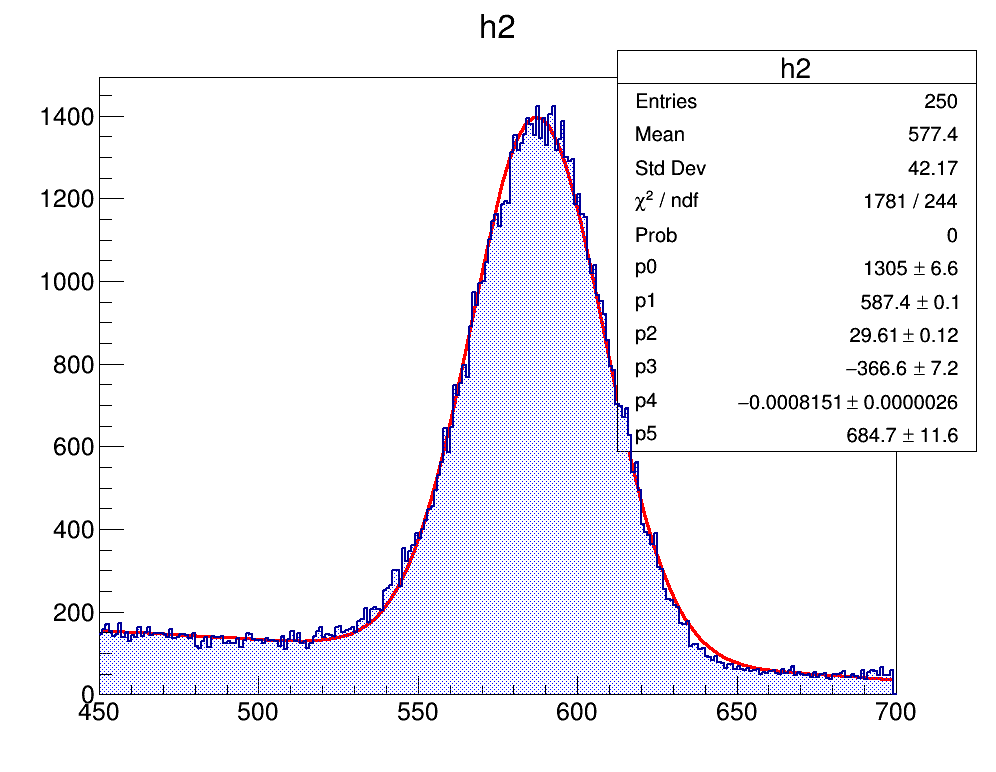 h2
h2
Entries 250
Mean 577.4
Std Dev 42.17
χ² / ndf 1781 / 244
Prob 0
p0 1305 ± 6.6
p1 587.4 ± 0.1
p2 29.61 ± 0.12
p3 −366.6 ± 7.2
p4 −0.0008151 ± 0.0000026
p5 684.7 ± 11.6
1400
1200
1000
800
600
400
200
0
450 500 550 600 650 700